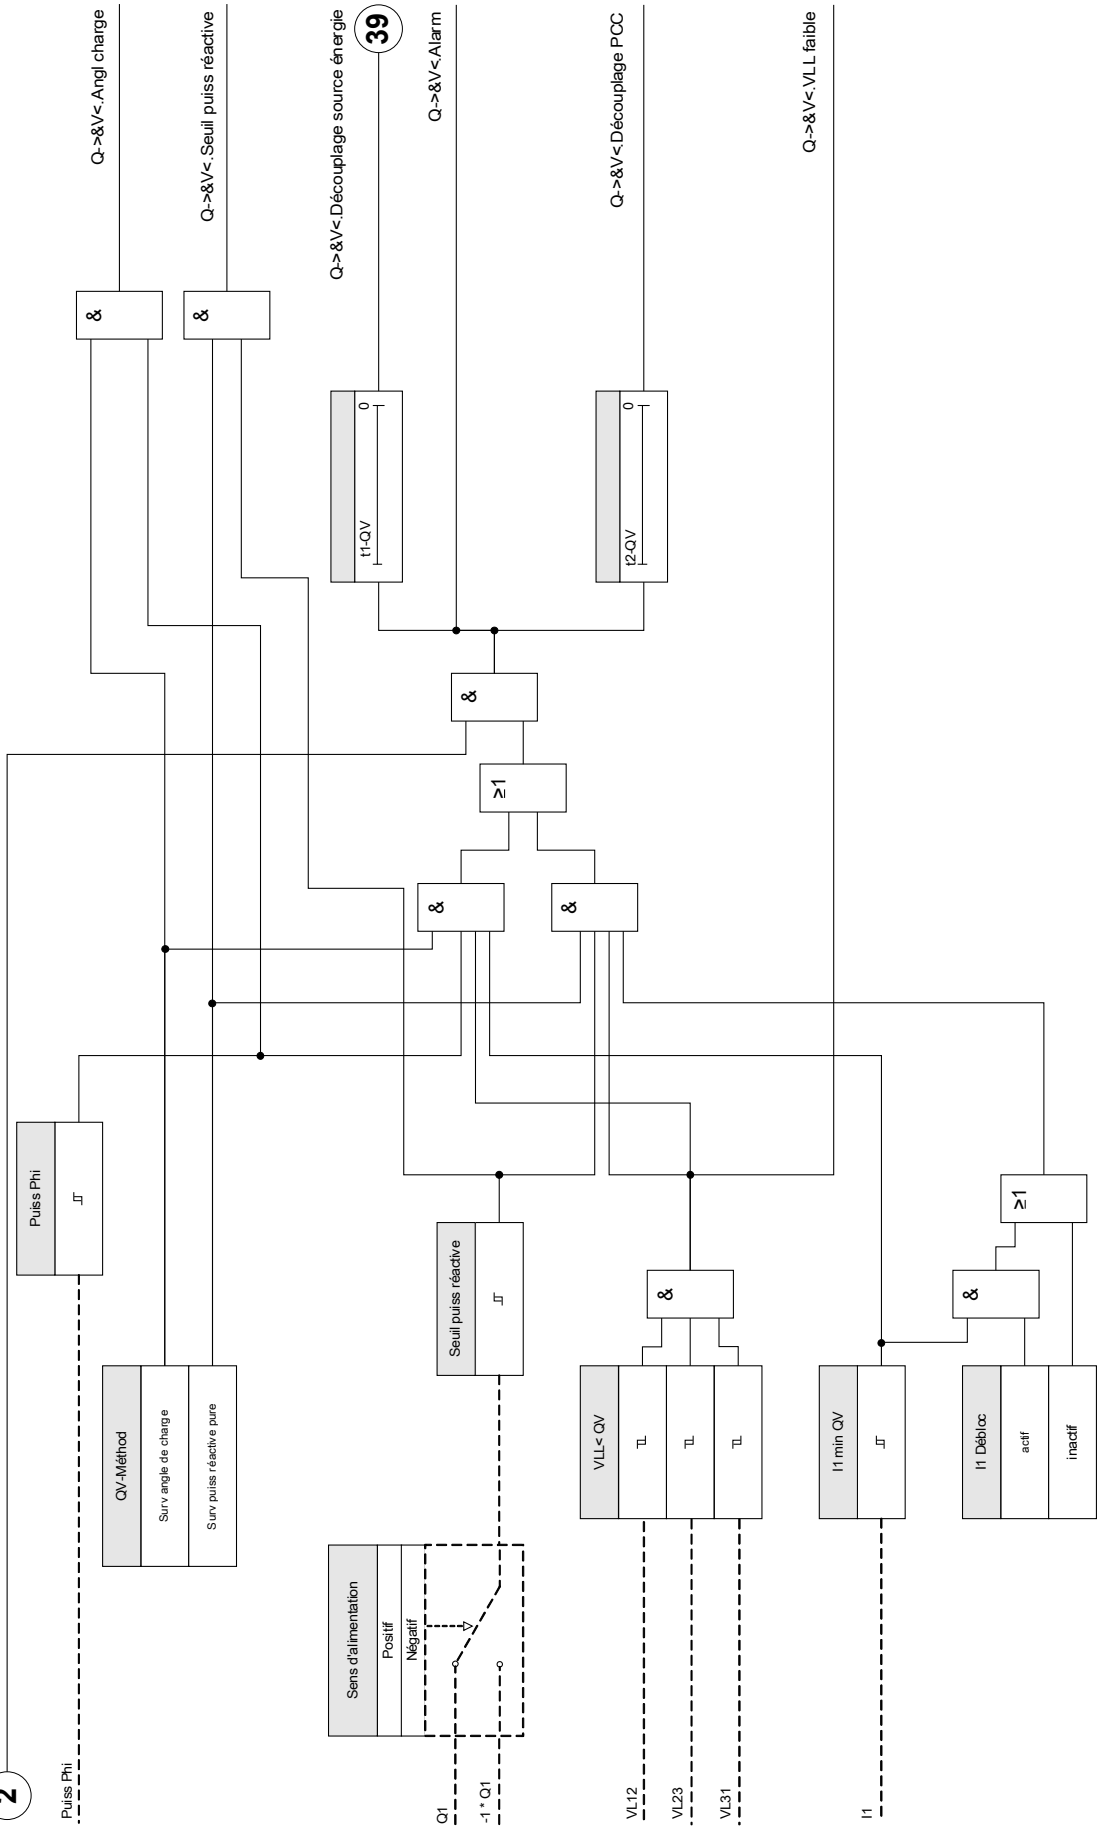 2
Puiss Phi
Puiss Phi
Q->&V<.Angl charge
&
QV-Méthod
Surv angle de charge
Surv puiss réactive pure
&
Q->&V<.Seuil puiss réactive
Sens d'alimentation
Positif
Négatif
Q1
-1 * Q1
Seuil puiss réactive
&
&
≥1
&
t1-QV
0
Q->&V<.Découplage source énergie
39
Q->&V<.Alarm
t2-QV
0
Q->&V<.Découplage PCC
VL12
VL23
VL31
VLL< QV
&
Q->&V<.VLL faible
I1
I1 min QV
I1 Débloc
actif
inactif
&
≥1